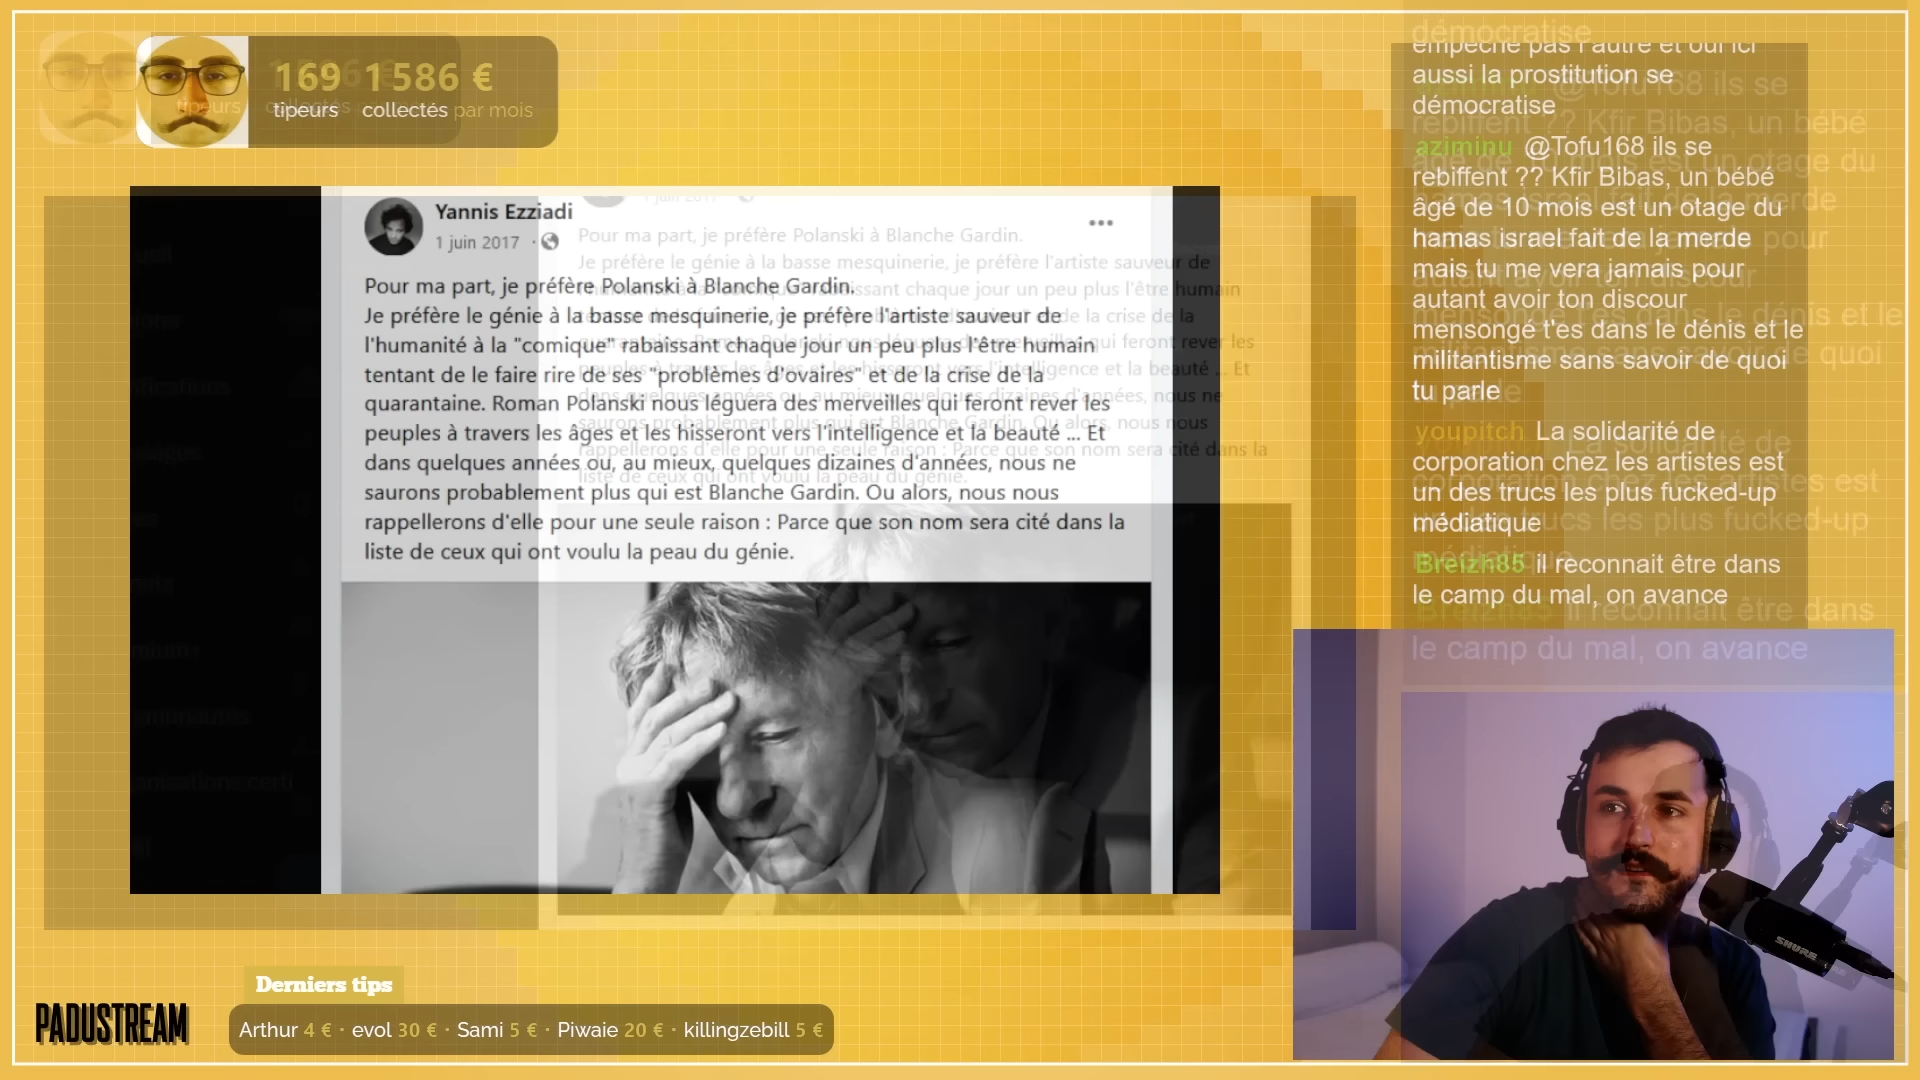 169 1 586 €
tipeurs collectés par mois
Yannis Ezziadi
1 juin 2017 ·
Pour ma part, je préfère Polanski à Blanche Gardin.
Je préfère le génie à la basse mesquinerie, je préfère l'artiste sauveur de
l'humanité à la "comique" rabaissant chaque jour un peu plus l'être humain
tentant de le faire rire de ses "problèmes d'ovaires" et de la crise de la
quarantaine. Roman Polanski nous léguera des merveilles qui feront rever les
peuples à travers les âges et les hisseront vers l'intelligence et la beauté ... Et
dans quelques années ou, au mieux, quelques dizaines d'années, nous ne
saurons probablement plus qui est Blanche Gardin. Ou alors, nous nous
rappellerons d'elle pour une seule raison : Parce que son nom sera cité dans la
liste de ceux qui ont voulu la peau du génie.
empeche pas l'autre et oui ici
aussi la prostitution se
démocratise
aziminu @Tofu168 ils se
rebiffent ?? Kfir Bibas, un bébé
âgé de 10 mois est un otage du
hamas israel fait de la merde
mais tu me vera jamais pour
autant avoir ton discour
mensongé t'es dans le dénis et le
militantisme sans savoir de quoi
tu parle
youpitch La solidarité de
corporation chez les artistes est
un des trucs les plus fucked-up
médiatique
Breizh85 il reconnait être dans
le camp du mal, on avance
SHURE
Derniers tips
PADUSTREAM
Arthur 4 € · evol 30 € · Sami 5 € · Piwaie 20 € · killingzebill 5 €